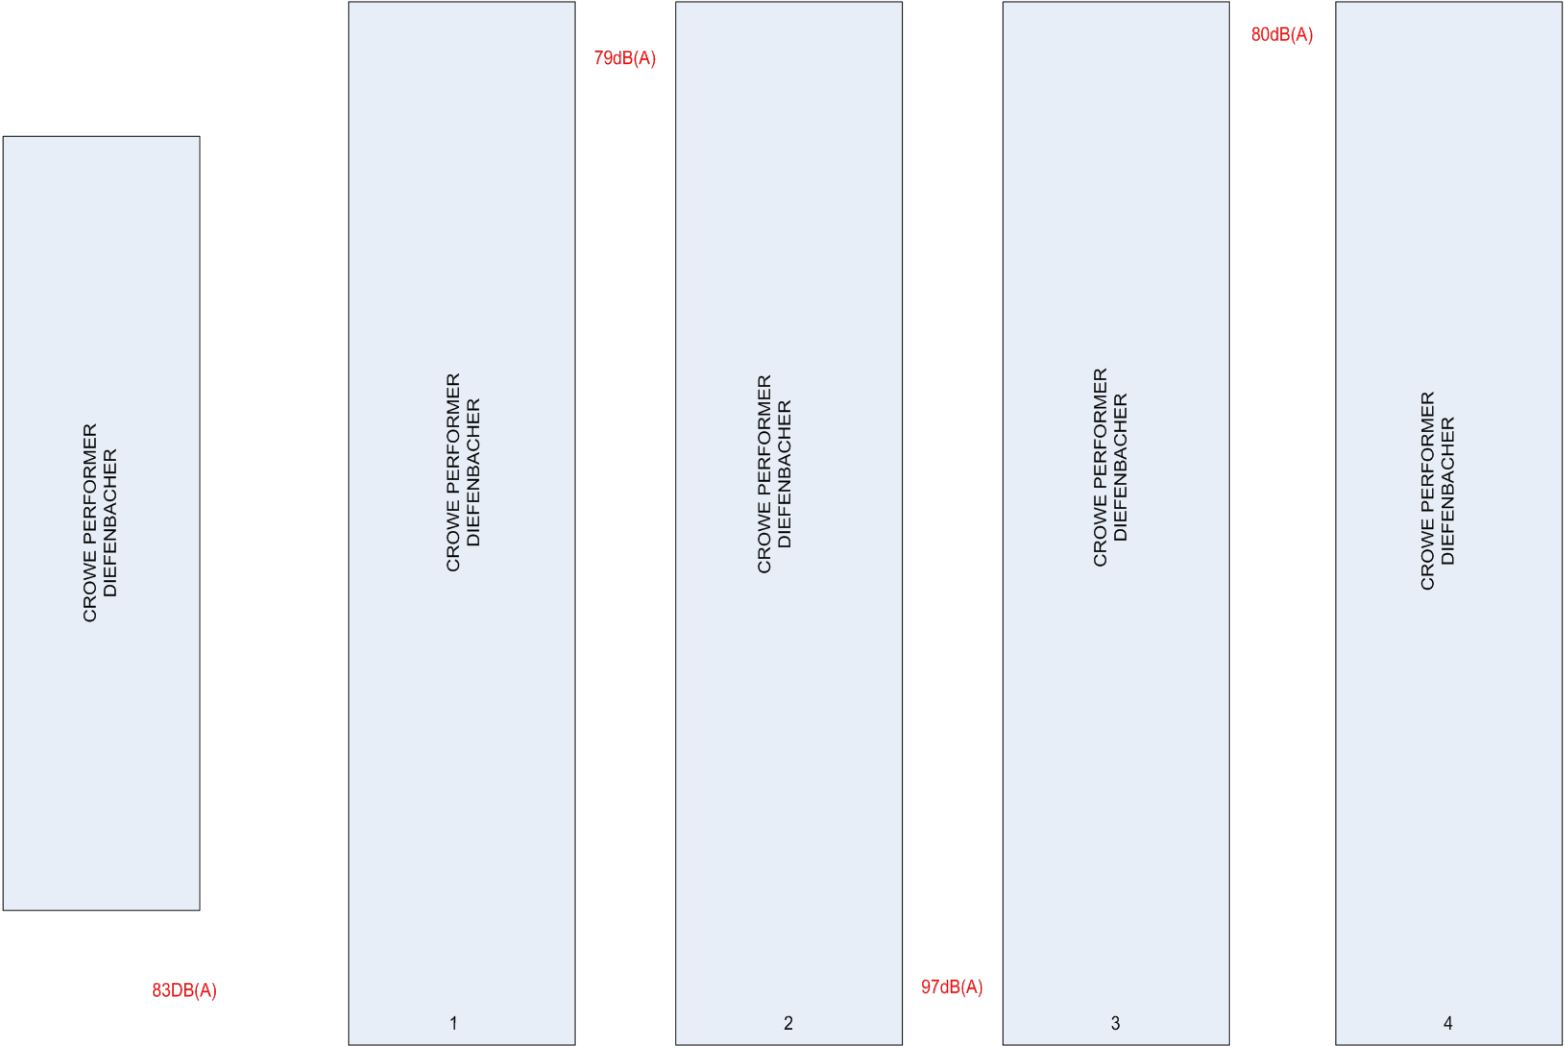 79dB(A)
80dB(A)
CROWE PERFORMER
DIEFENBACHER
CROWE PERFORMER
DIEFENBACHER
CROWE PERFORMER
DIEFENBACHER
CROWE PERFORMER
DIEFENBACHER
CROWE PERFORMER
DIEFENBACHER
83DB(A)
97dB(A)
1
2
3
4